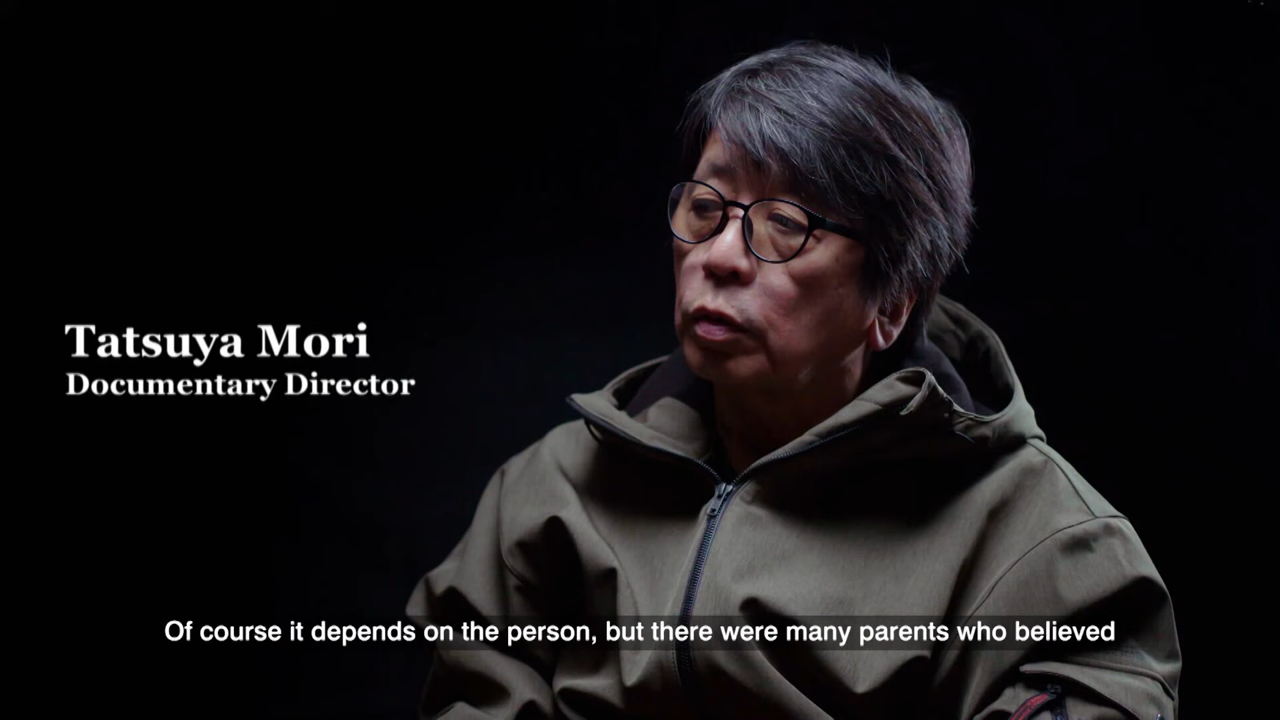 Tatsuya Mori
Documentary Director
Of course it depends on the person, but there were many parents who believed